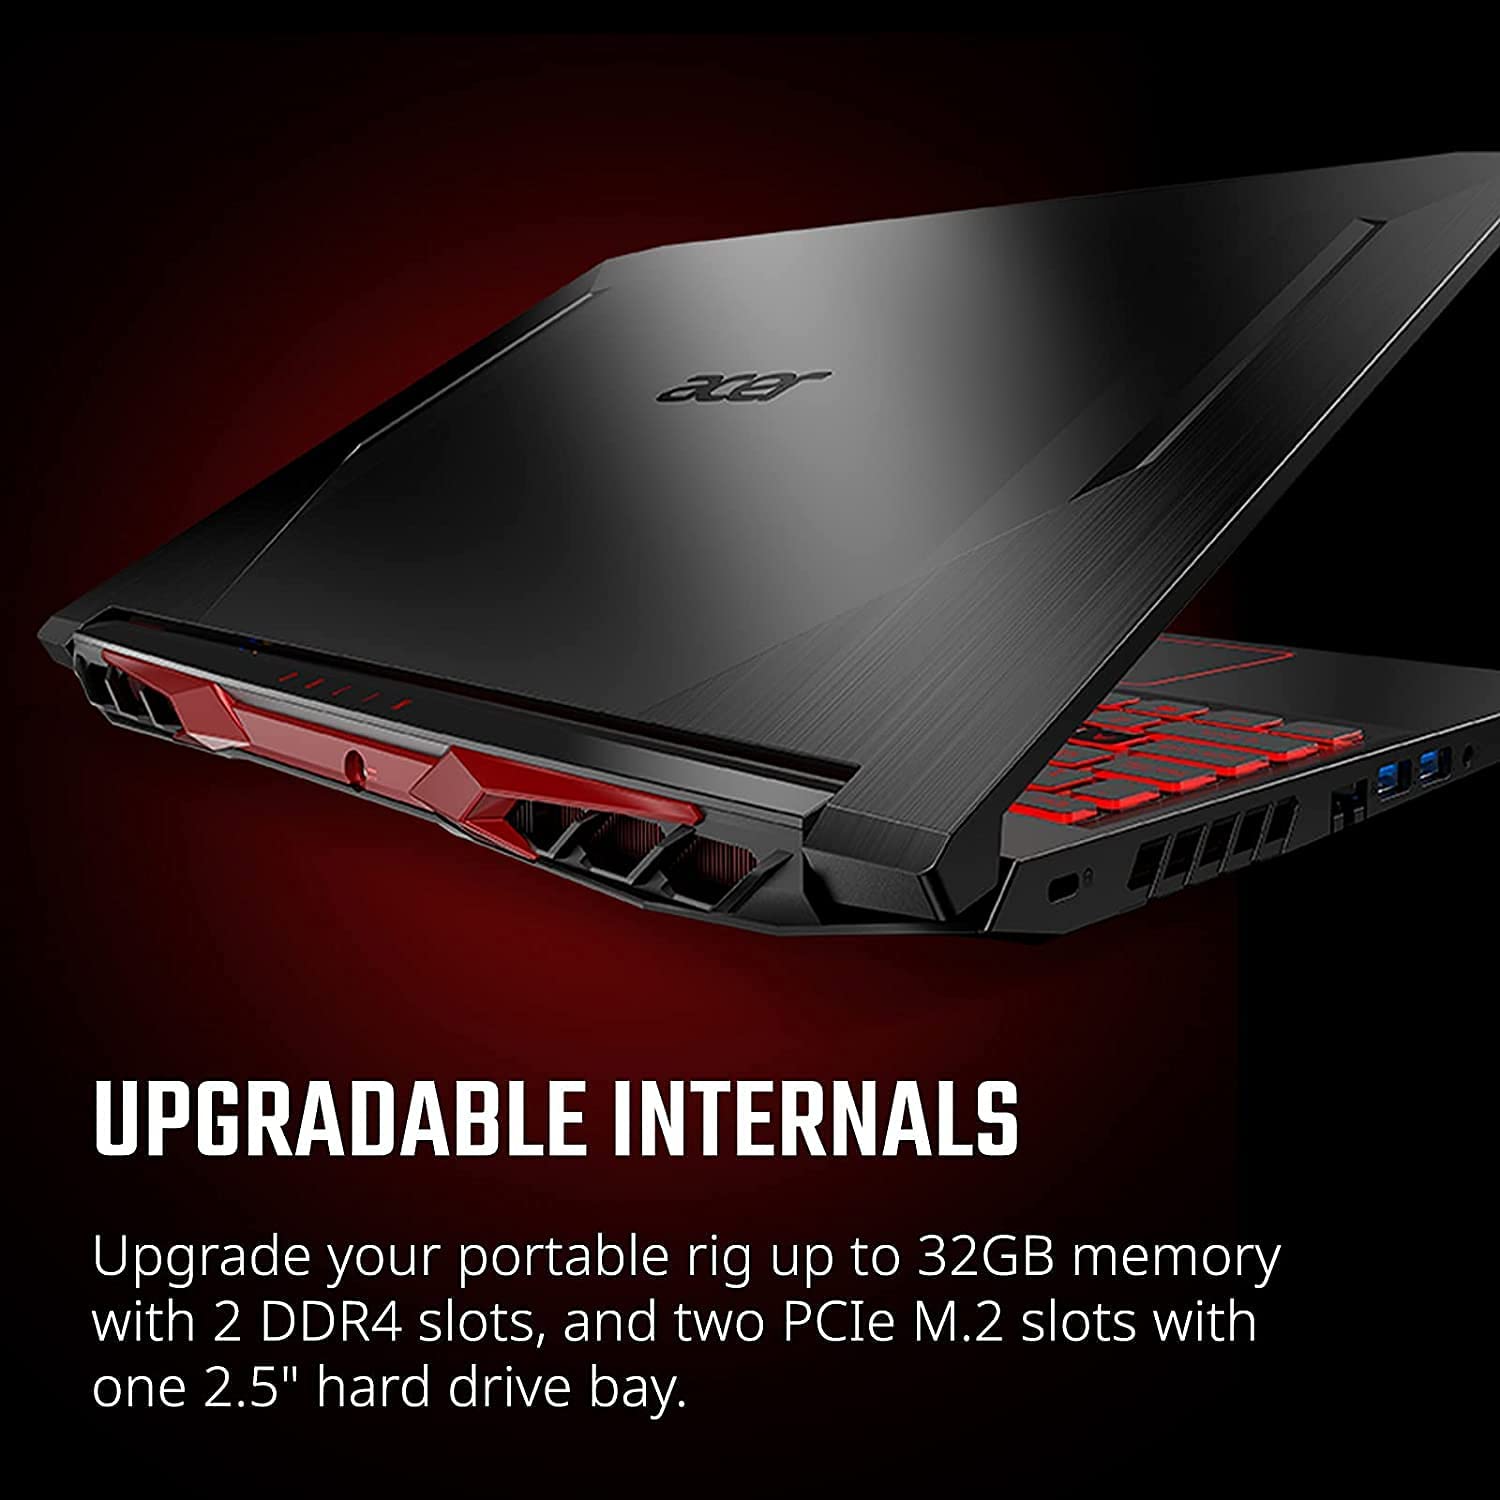 acer
UPGRADABLE INTERNALS
Upgrade your portable rig up to 32GB memory
with 2 DDR4 slots, and two PCIe M.2 slots with
one 2.5" hard drive bay.